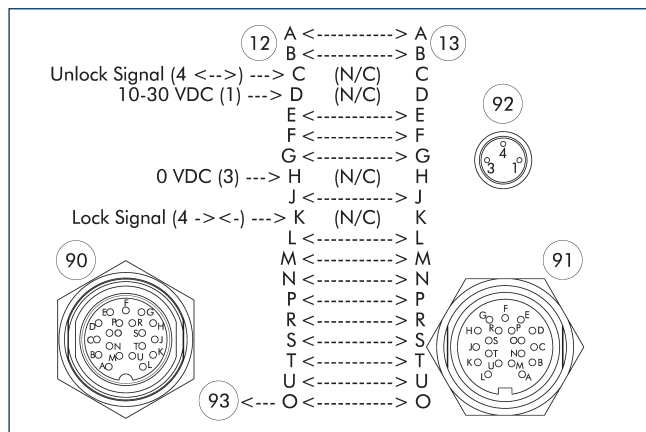 12 A <-----------> A 13
B <-----------> B
Unlock Signal (4 <-->) ---> C (N/C) C
10-30 VDC (1) ---> D (N/C) D
92
E <-----------> E
F <-----------> F
G <-----------> G
4
3 1
0 VDC (3) ---> H (N/C) H
J <-----------> J
Lock Signal (4 -><-) ---> K (N/C) K
L <-----------> L
90
M <-----------> M
91
N <-----------> N
P <-----------> P
R <-----------> R
S <-----------> S
T <-----------> T
U <-----------> U
93 <--- O <-----------> O
F
E G
D P R H
C O S J
N T
B M U K
A L
F
G E
H R P D
J S O C
T N
K U M B
L A